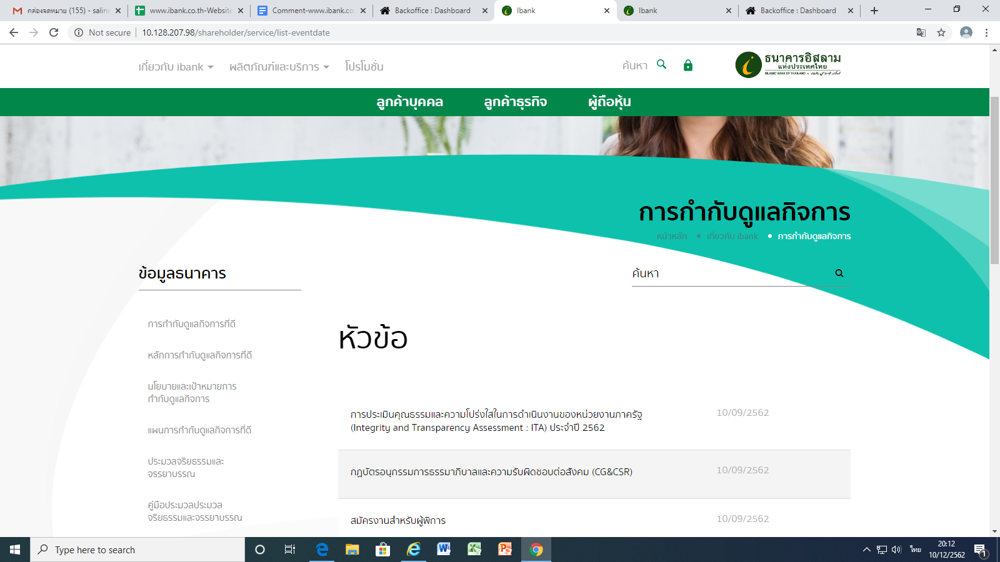 กล่องจดหมาย (155) - saline
www.ibank.co.th-Website
Comment-www.ibank.co.
Backoffice : Dashboard
Ibank
Ibank
Backoffice : Dashboard
Not secure
10.128.207.98/shareholder/service/list-eventdate
เกี่ยวกับ ibank
ผลิตภัณฑ์และบริการ
โปรโมชั่น
ค้นหา
ธนาคารอิสลาม
แห่งประเทศไทย
ISLAMIC BANK OF THAILAND
ลูกค้าบุคคล
ลูกค้าธุรกิจ
ผู้ถือหุ้น
การกำกับดูแลกิจการ
หน้าหลัก
เกี่ยวกับ ibank
การกำกับดูแลกิจการ
ข้อมูลธนาคาร
ค้นหา
การกำกับดูแลกิจการที่ดี
หลักการกำกับดูแลกิจการที่ดี
นโยบายและเป้าหมายการ
กำกับดูแลกิจการ
แผนการกำกับดูแลกิจการที่ดี
ประมวลจริยธรรมและ
จรรยาบรรณ
คู่มือประมวลประมวล
จริยธรรมและจรรยาบรรณ
หัวข้อ
การประเมินคุณธรรมและความโปร่งใสในการดำเนินงานของหน่วยงานภาครัฐ
(Integrity and Transparency Assessment : ITA) ประจำปี 2562
10/09/2562
กฎบัตรอนุกรรมการธรรมาภิบาลและความรับผิดชอบต่อสังคม (CG&CSR)
10/09/2562
สมัครงานสำหรับผู้พิการ
10/09/2562
Type here to search
ไทย
20:12
10/12/2562
1